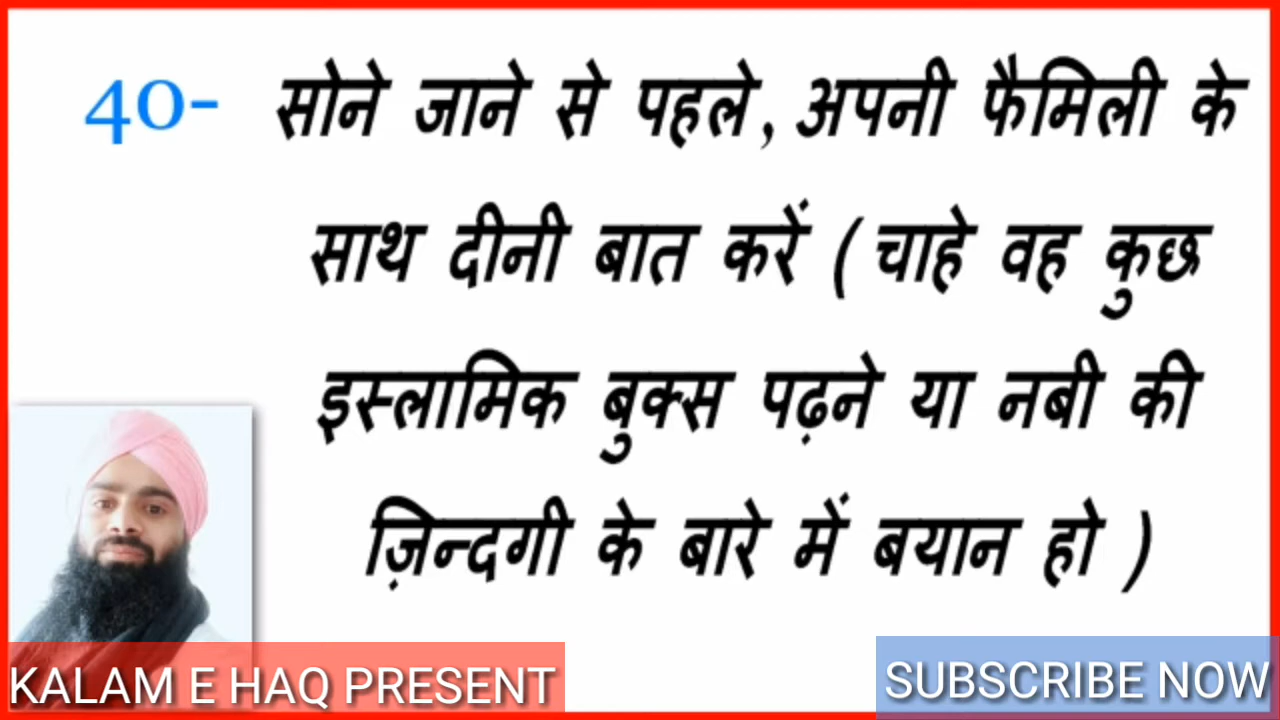 40- सोने जाने से पहले, अपनी फैमिली के
साथ दीनी बात करें ( चाहे वह कुछ
इस्लामिक बुक्स पढ़ने या नबी की
ज़िन्दगी के बारे में बयान हो )
KALAM E HAQ PRESENT
SUBSCRIBE NOW